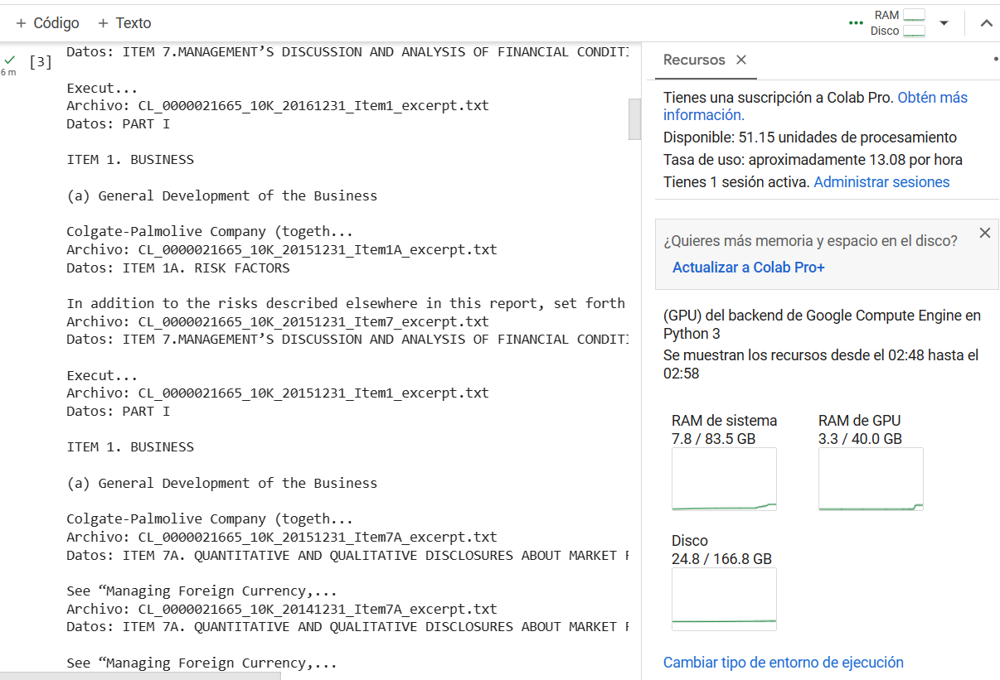 + Código + Texto
RAM
Disco
[3]
6 m
Datos: ITEM 7.MANAGEMENT’S DISCUSSION AND ANALYSIS OF FINANCIAL CONDITI
Execut...
Archivo: CL_0000021665_10K_20161231_Item1_excerpt.txt
Datos: PART I
ITEM 1. BUSINESS
(a) General Development of the Business
Colgate-Palmolive Company (togeth...
Archivo: CL_0000021665_10K_20151231_Item1A_excerpt.txt
Datos: ITEM 1A. RISK FACTORS
In addition to the risks described elsewhere in this report, set forth
Archivo: CL_0000021665_10K_20151231_Item7_excerpt.txt
Datos: ITEM 7.MANAGEMENT’S DISCUSSION AND ANALYSIS OF FINANCIAL CONDITI
Execut...
Archivo: CL_0000021665_10K_20151231_Item1_excerpt.txt
Datos: PART I
ITEM 1. BUSINESS
(a) General Development of the Business
Colgate-Palmolive Company (togeth...
Archivo: CL_0000021665_10K_20151231_Item7A_excerpt.txt
Datos: ITEM 7A. QUANTITATIVE AND QUALITATIVE DISCLOSURES ABOUT MARKET
See “Managing Foreign Currency,...
Archivo: CL_0000021665_10K_20141231_Item7A_excerpt.txt
Datos: ITEM 7A. QUANTITATIVE AND QUALITATIVE DISCLOSURES ABOUT MARKET
See “Managing Foreign Currency,...
Recursos
Tienes una suscripción a Colab Pro. Obtén más
información.
Disponible: 51.15 unidades de procesamiento
Tasa de uso: aproximadamente 13.08 por hora
Tienes 1 sesión activa. Administrar sesiones
¿Quieres más memoria y espacio en el disco?
Actualizar a Colab Pro+
(GPU) del backend de Google Compute Engine en
Python 3
Se muestran los recursos desde el 02:48 hasta el
02:58
RAM de sistema
7.8 / 83.5 GB
RAM de GPU
3.3 / 40.0 GB
Disco
24.8 / 166.8 GB
Cambiar tipo de entorno de ejecución